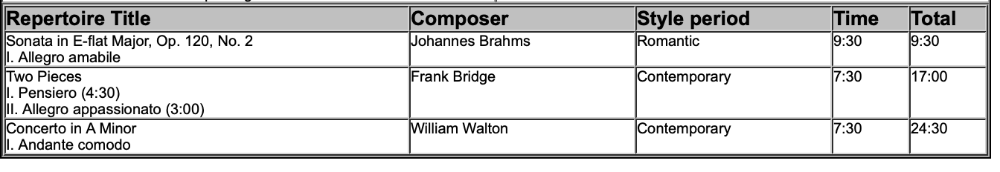 Repertoire Title Composer Style period Time Total
Sonata in E-flat Major, Op. 120, No. 2 Johannes Brahms Romantic 9:30 9:30
I. Allegro amabile
Two Pieces Frank Bridge Contemporary 7:30 17:00
I. Pensiero (4:30)
II. Allegro appassionato (3:00)
Concerto in A Minor William Walton Contemporary 7:30 24:30
I. Andante comodo